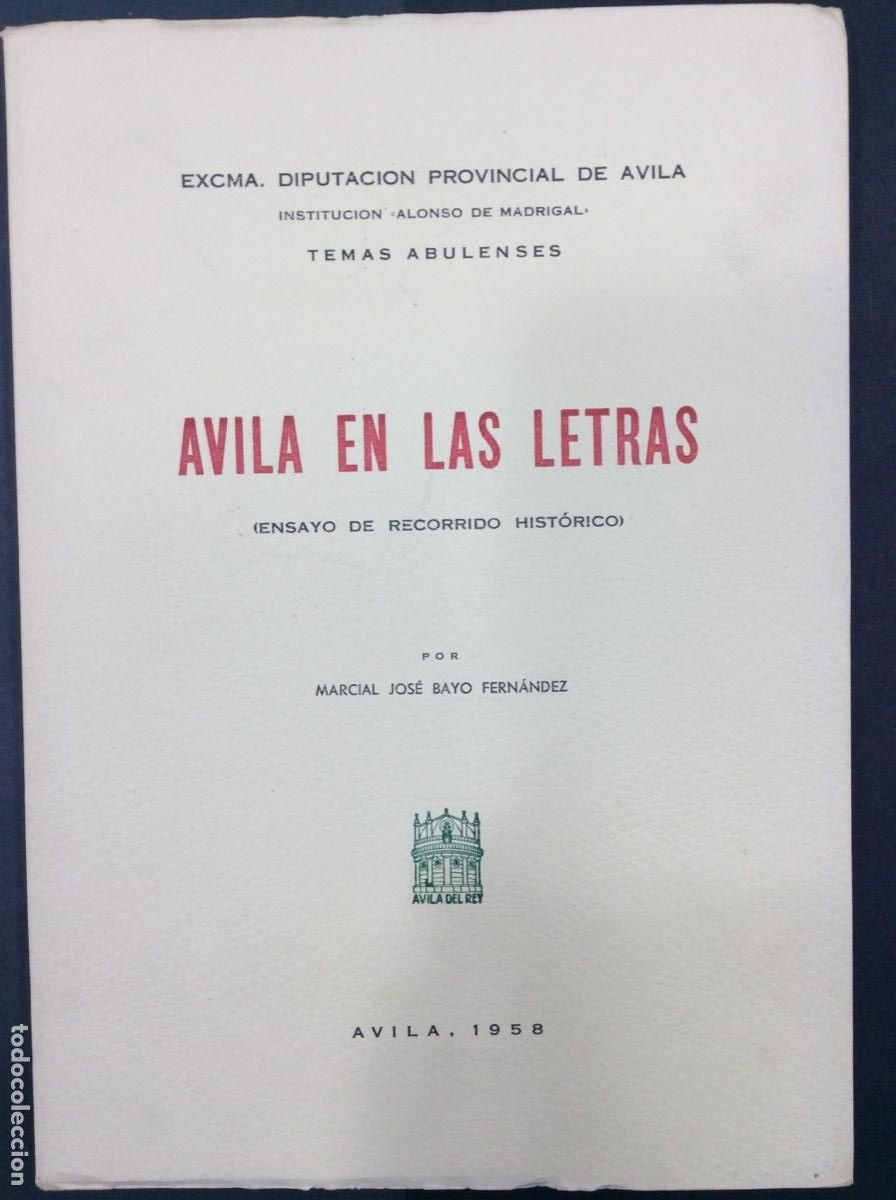 EXCMA. DIPUTACION PROVINCIAL DE AVILA
INSTITUCION «ALONSO DE MADRIGAL»
TEMAS ABULENSES
AVILA EN LAS LETRAS
(ENSAYO DE RECORRIDO HISTÓRICO)
POR
MARCIAL JOSÉ BAYO FERNÁNDEZ
AVILA DEL REY
AVILA, 1958
todocoleccion